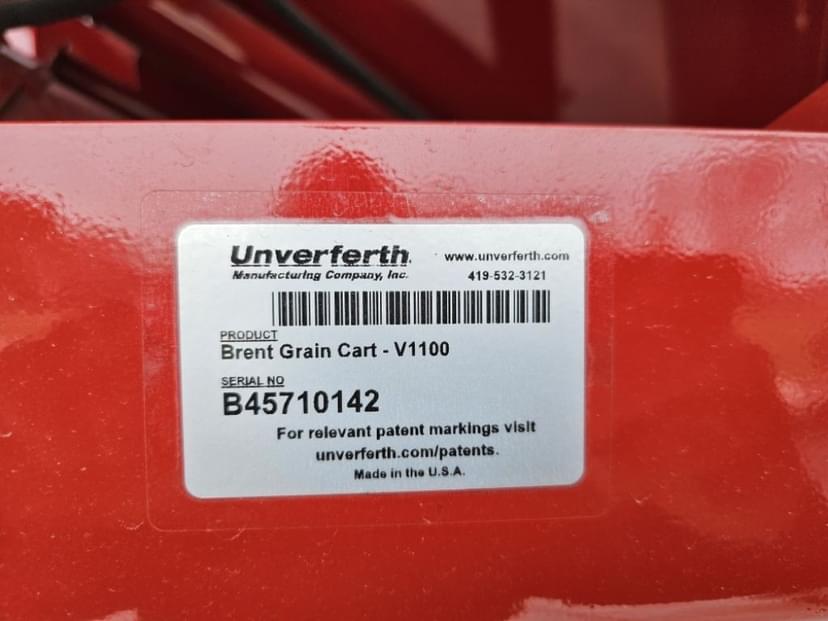 Unverferth www.unverferth.com
Manufacturing Company, Inc. 419-532-3121
PRODUCT
Brent Grain Cart - V1100
SERIAL NO
B45710142
For relevant patent markings visit
unverferth.com/patents.
Made in the U.S.A.